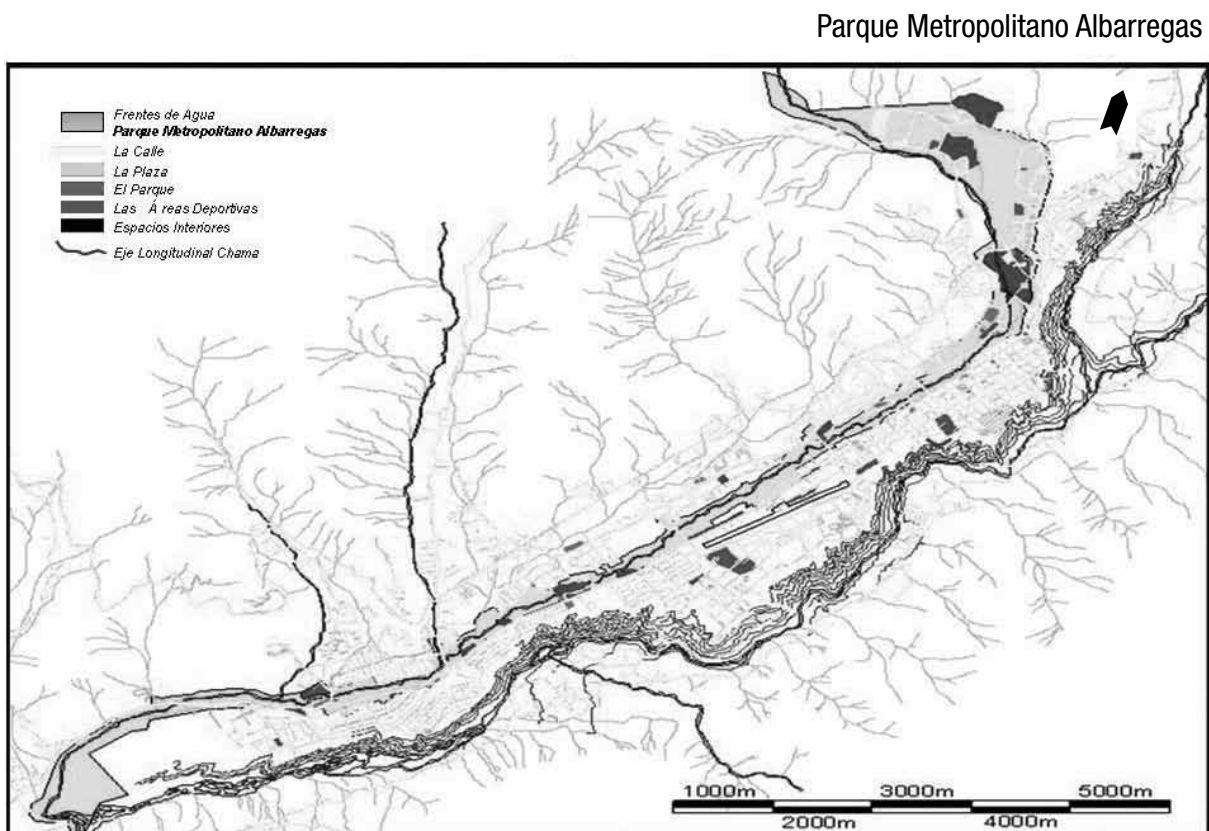 Parque Metropolitano Albarregas
Frentes de Agua
Parque Metropolitano Albarregas
La Calle
La Plaza
El Parque
Las Á reas Deportivas
Espacios Interiores
Eje Longitudinal Chama
1000m 3000m 5000m
2000m 4000m